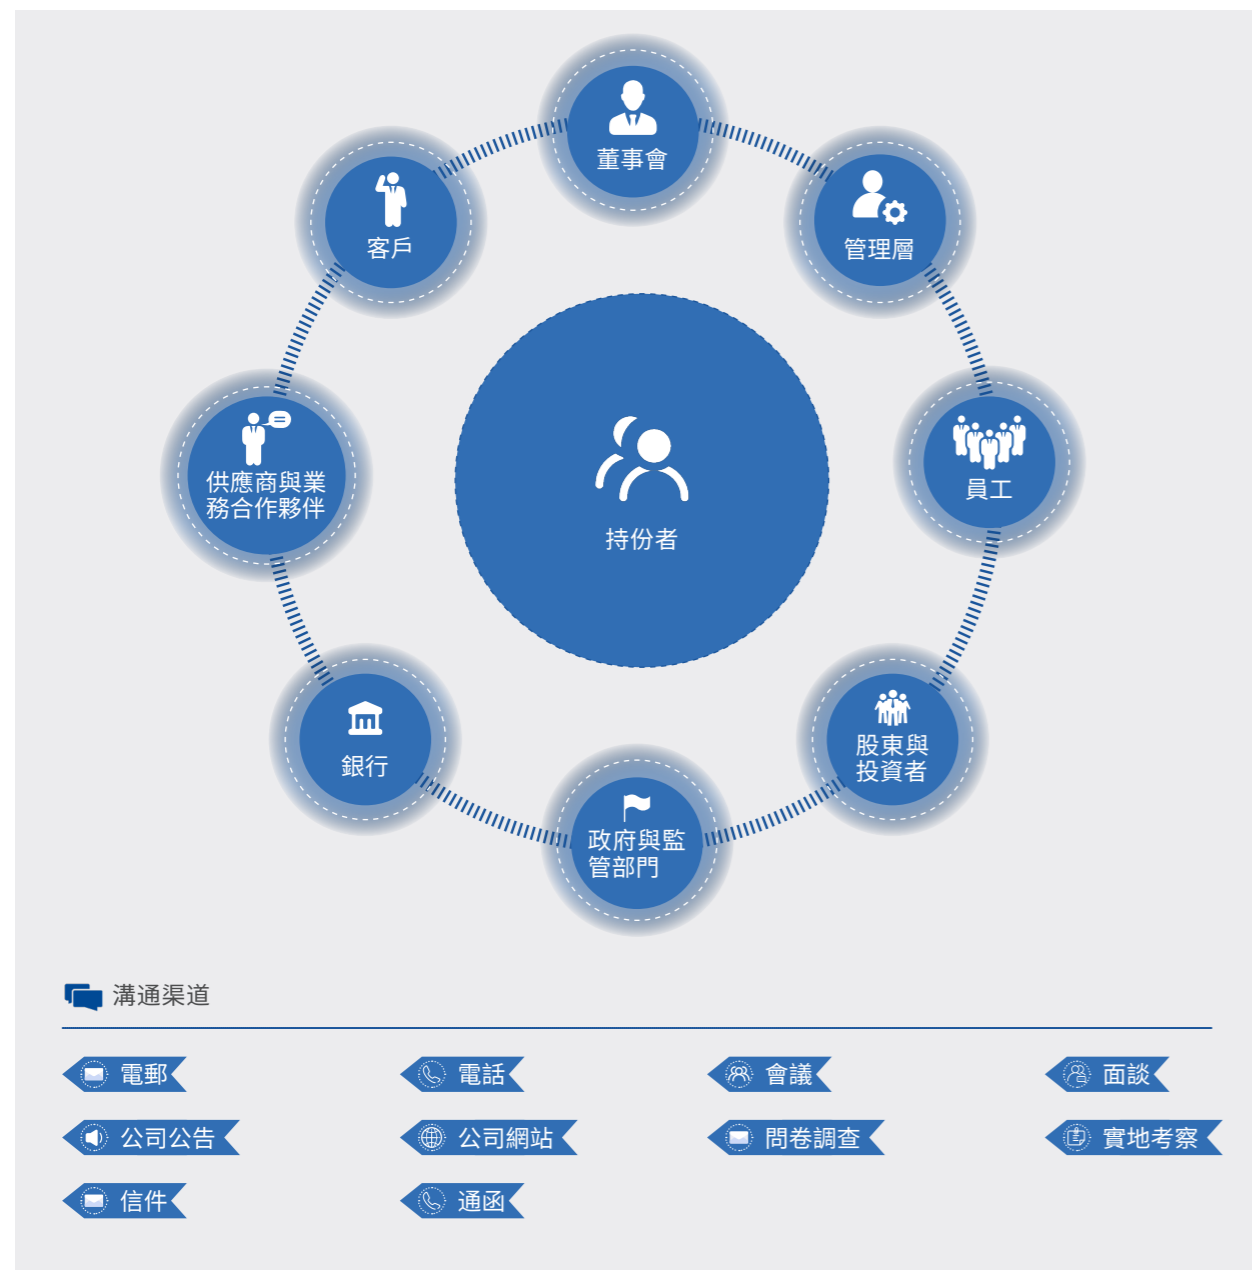 董事會
客戶
管理層
供應商與業
務合作夥伴
持份者
員工
銀行
股東與
投資者
政府與監
管部門
溝通渠道
電郵
電話
會議
面談
公司公告
公司網站
問卷調查
實地考察
信件
通函